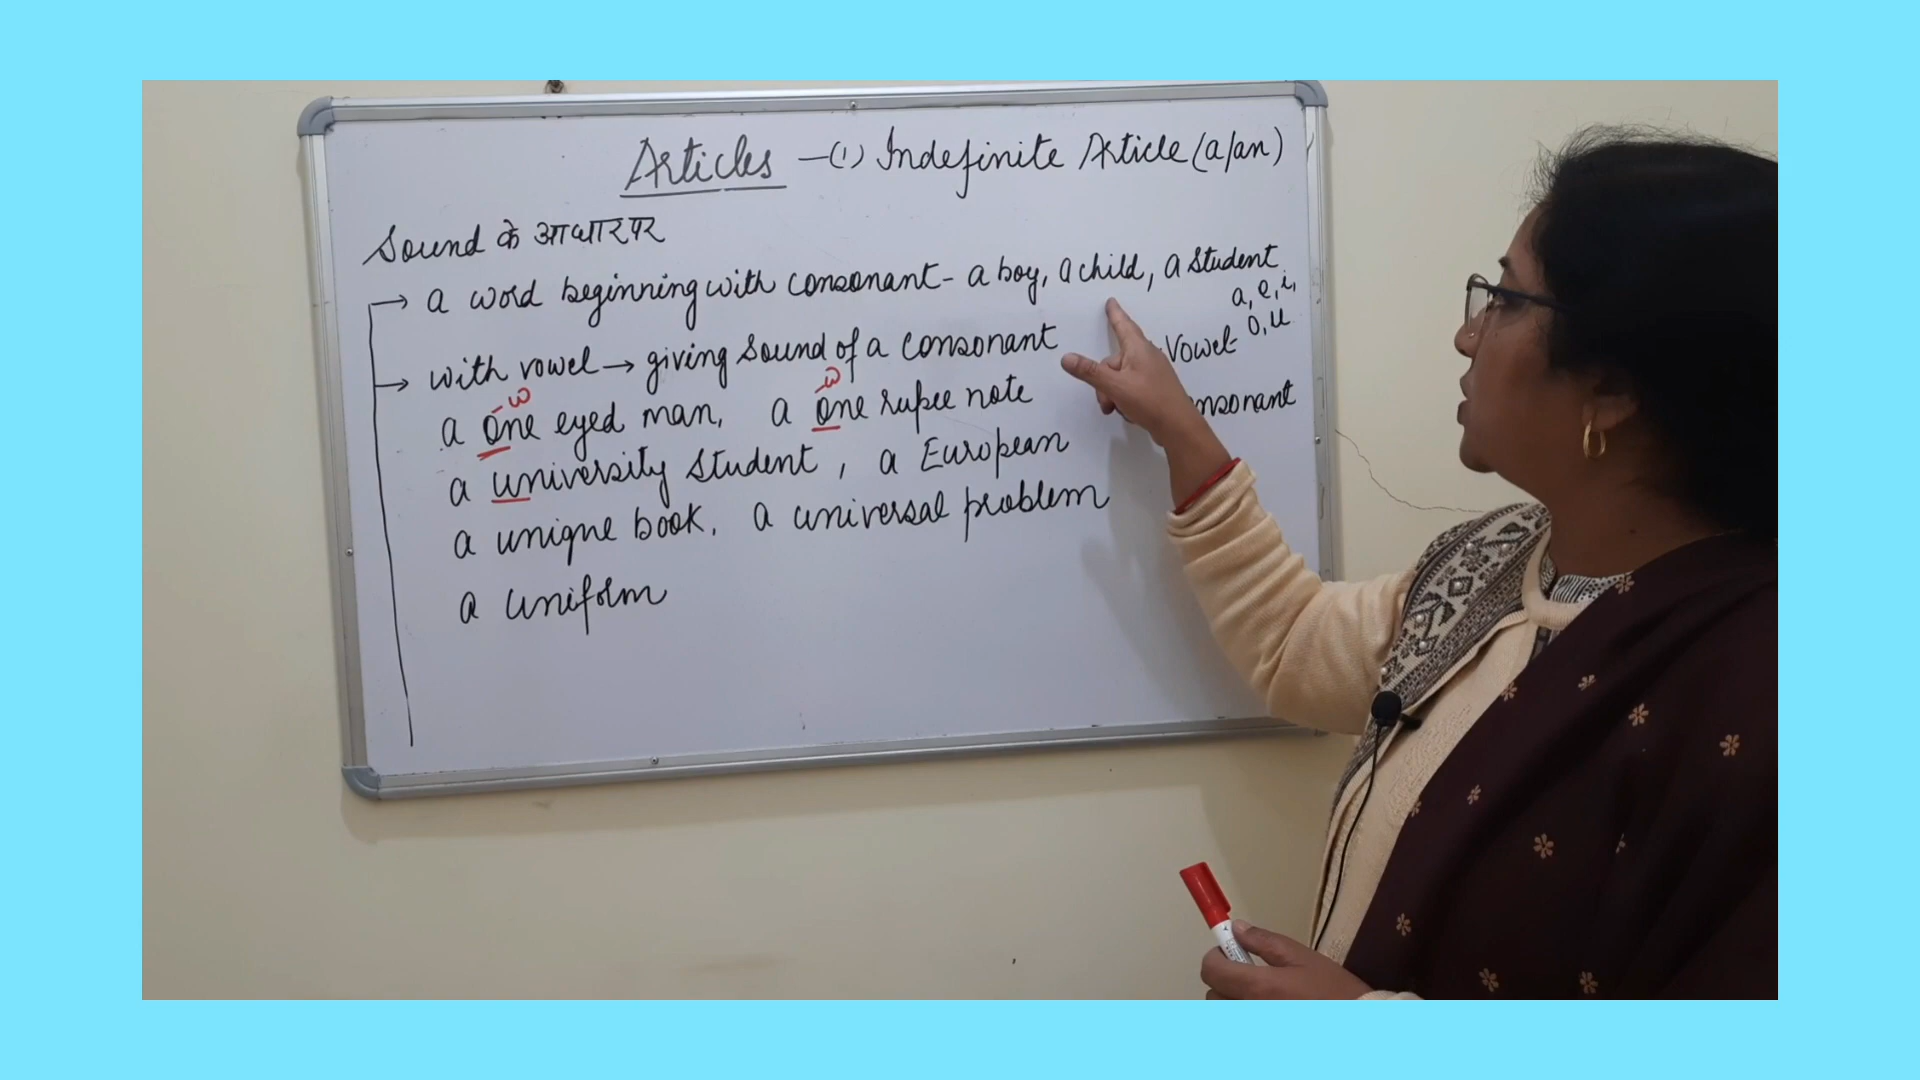 Articles - (1) Indefinite Article (a/an)
Sound के आधार पर
→ a word beginning with consonant - a boy, a child, a student
a, e, i,
o, u
Vowel-
→ with vowel → giving sound of a consonant
w w
a one eyed man, a one rupee note
a university student, a European
a unique book, a universal problem
a uniform